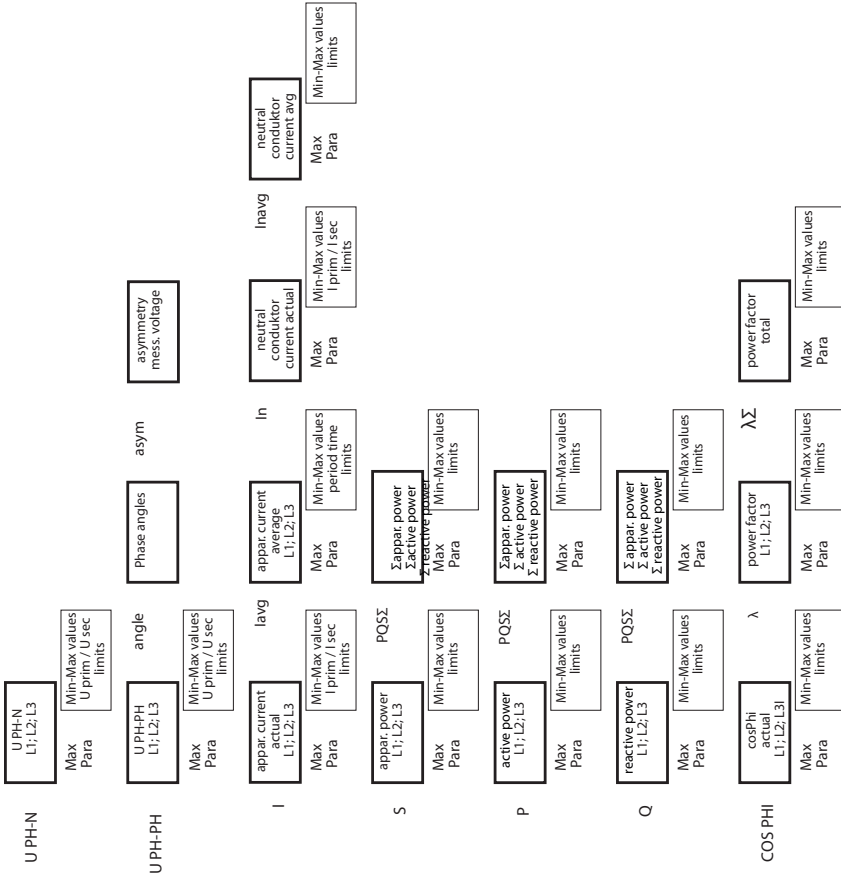 U PH-N
U PH-N
L1; L2; L3
Max
Para
Min-Max values
U prim / U sec
limits
U PH-PH
U PH-PH
L1; L2; L3
Max
Para
Min-Max values
U prim / U sec
limits
angle
Phase angles
asym
asymmetry
mess. voltage
I
appar. current
actual
L1; L2; L3
Max
Para
Min-Max values
I prim / I sec
limits
Iavg
appar. current
average
L1; L2; L3
Max
Para
Min-Max values
period time
limits
In
neutral
conduktor
current actual
Max
Para
Min-Max values
I prim / I sec
limits
Inavg
neutral
conduktor
current avg
Max
Para
Min-Max values
limits
S
appar. power
L1; L2; L3
Max
Para
Min-Max values
limits
PQSΣ
Σappar. power
Σactive power
Σ reactive power
Max
Para
Min-Max values
limits
P
active power
L1; L2; L3
Max
Para
Min-Max values
limits
PQSΣ
Σappar. power
Σ active power
Σ reactive power
Max
Para
Min-Max values
limits
Q
reactive power
L1; L2; L3
Max
Para
Min-Max values
limits
PQSΣ
Σ appar. power
Σ active power
Σ reactive power
Max
Para
Min-Max values
limits
COS PHI
cosPhi
actual
L1; L2; L3I
Max
Para
Min-Max values
limits
λ
power factor
L1; L2; L3
Max
Para
Min-Max values
limits
λΣ
power factor
total
Max
Para
Min-Max values
limits